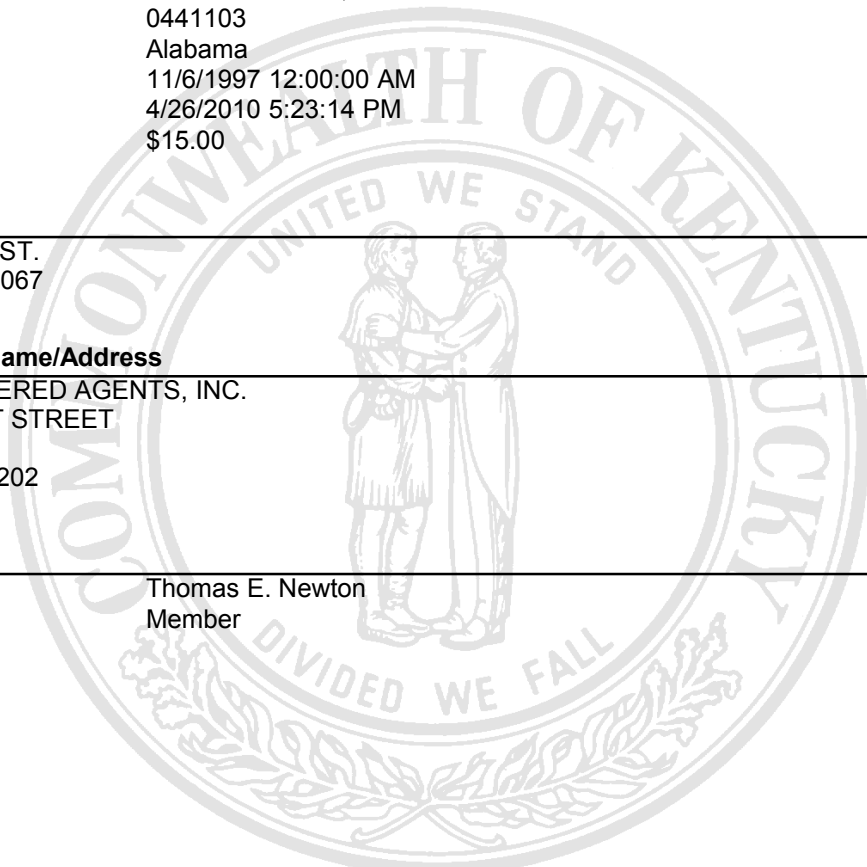 0441103
Alabama
11/6/1997 12:00:00 AM
4/26/2010 5:23:14 PM
$15.00
COMMONWEALTH OF KENTUCKY
UNITED WE STAND
ST.
067
ame/Address
ERED AGENTS, INC.
T STREET
202
Thomas E. Newton
Member
DIVIDED WE FALL